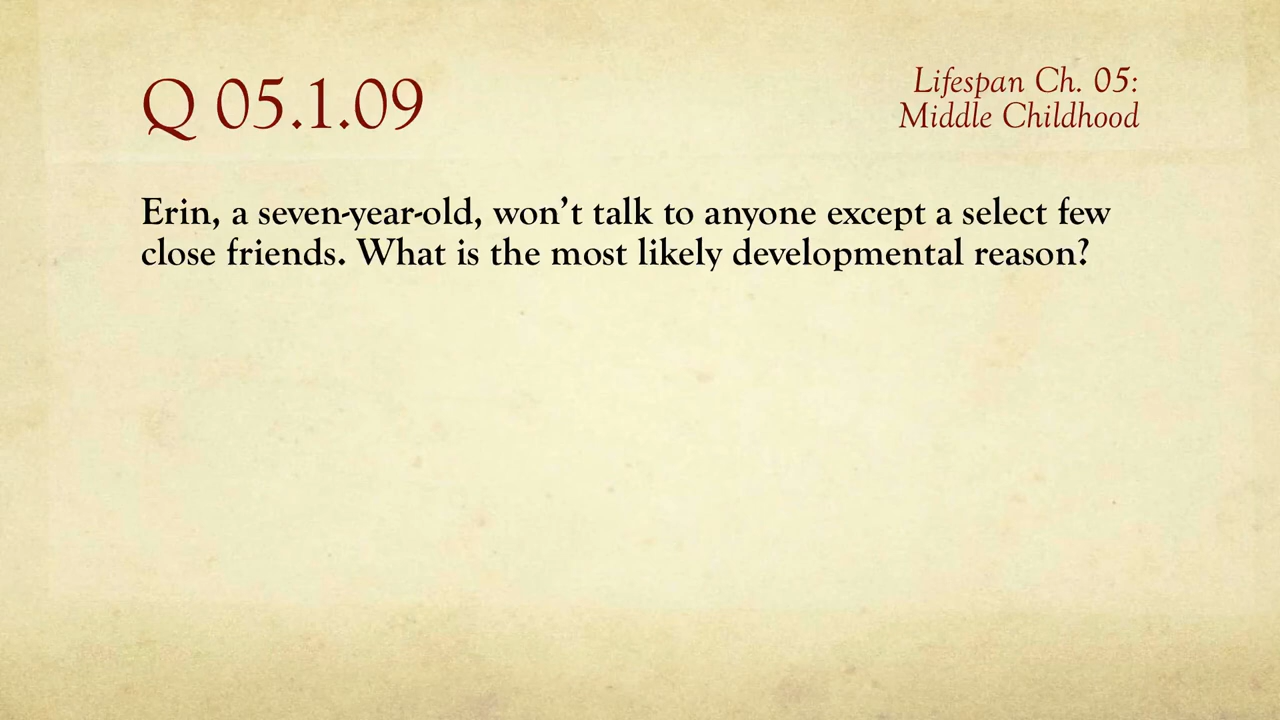 Q 05.1.09
Lifespan Ch. 05:
Middle Childhood
Erin, a seven-year-old, won’t talk to anyone except a select few
close friends. What is the most likely developmental reason?